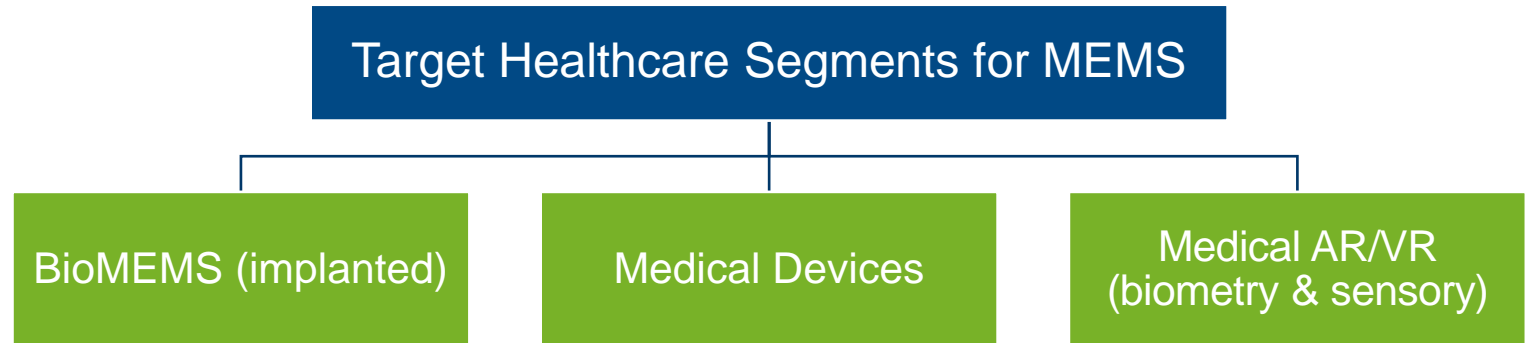 Target Healthcare Segments for MEMS
BioMEMS (implanted)
Medical Devices
Medical AR/VR
(biometry & sensory)